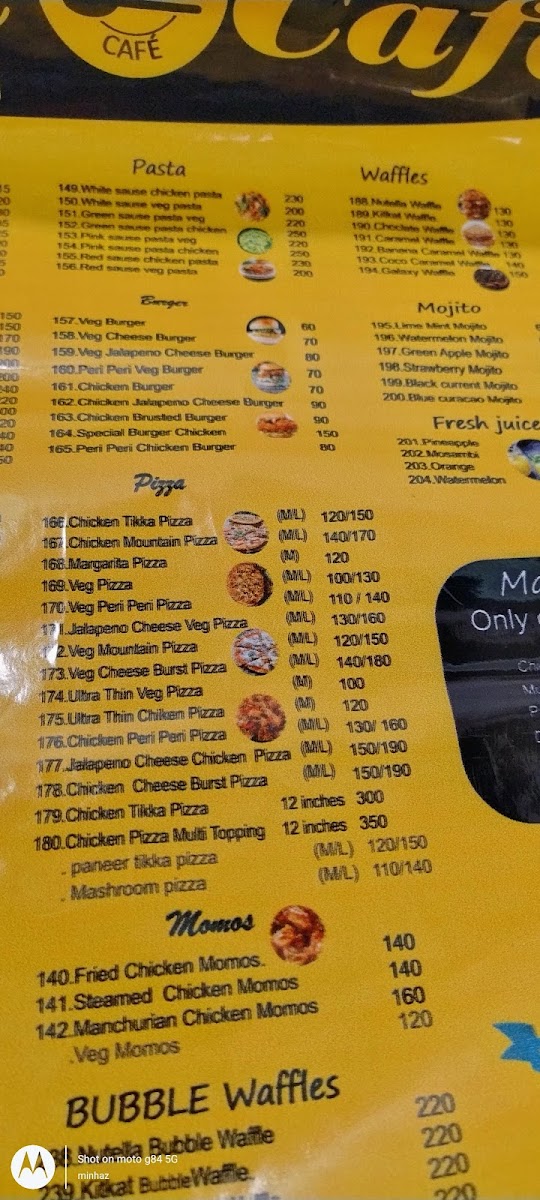 CAFÉ
Cafe
Pasta
149.White sause chicken pasta 230
150.White sause veg pasta 200
151.Green sause pasta veg 220
152.Green sause pasta chicken 250
153.Pink sause pasta veg 220
154.Pink sause pasta chicken 250
155.Red sause chicken pasta 230
156.Red sause veg pasta 200
Waffles
188.Nutella Waffle 130
189.Kitkat Waffle 130
190.Choclate Waffle 130
191.Caramel Waffle 130
192.Banana Caramel Waffle 130
193.Coco Caramel Waffle 140
194.Galaxy Waffle 150
Burger
157.Veg Burger 60
158.Veg Cheese Burger 70
159.Veg Jalapeno Cheese Burger 80
160.Peri Peri Veg Burger 70
161.Chicken Burger 70
162.Chicken Jalapeno Cheese Burger 90
163.Chicken Brusted Burger 90
164.Special Burger Chicken 150
165.Peri Peri Chicken Burger 80
Mojito
195.Lime Mint Mojito
196.Watermelon Mojito
197.Green Apple Mojito
198.Strawberry Mojito
199.Black current Mojito
200.Blue curacao Mojito
Fresh juice
201.Pineapple
202.Mosambi
203.Orange
204.Watermelon
Pizza
166.Chicken Tikka Pizza (M/L) 120/150
167.Chicken Mountain Pizza (M/L) 140/170
168.Margarita Pizza (M) 120
169.Veg Pizza (M/L) 100/130
170.Veg Peri Peri Pizza (M/L) 110 / 140
171.Jalapeno Cheese Veg Pizza (M/L) 130/160
172.Veg Mountain Pizza (M/L) 120/150
173.Veg Cheese Burst Pizza (M/L) 140/180
174.Ultra Thin Veg Pizza (M) 100
175.Ultra Thin Chiken Pizza (M) 120
176.Chicken Peri Peri Pizza (M/L) 130/ 160
177.Jalapeno Cheese Chicken Pizza (M/L) 150/190
178.Chicken Cheese Burst Pizza (M/L) 150/190
179.Chicken Tikka Pizza 12 inches 300
180.Chicken Pizza Multi Topping 12 inches 350
. paneer tikka pizza (M/L) 120/150
. Mashroom pizza (M/L) 110/140
Only
Momos
140.Fried Chicken Momos. 140
141.Steamed Chicken Momos 140
142.Manchurian Chicken Momos 160
.Veg Momos 120
BUBBLE Waffles
Nutella Bubble Waffle 220
239.Kitkat Bubble Waffle. 220
220
220
Shot on moto g84 5G
minhaz